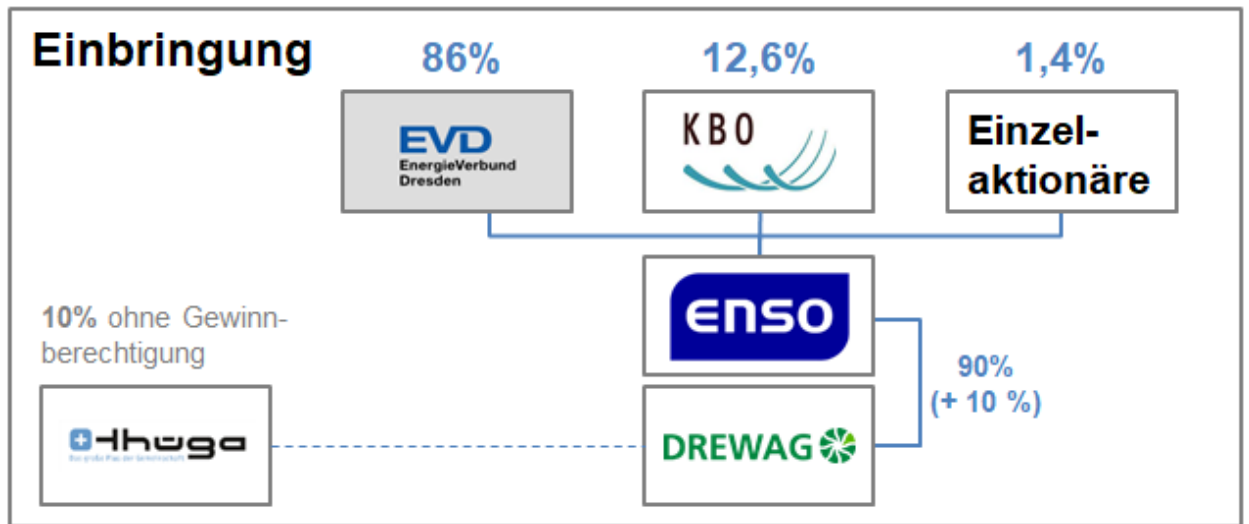 Einbringung
86%
12,6%
1,4%
EVD
EnergieVerbund
Dresden
KBO
Einzel-
aktionäre
enso
10% ohne Gewinn-
berechtigung
90%
(+ 10 %)
thüga
DREWAG